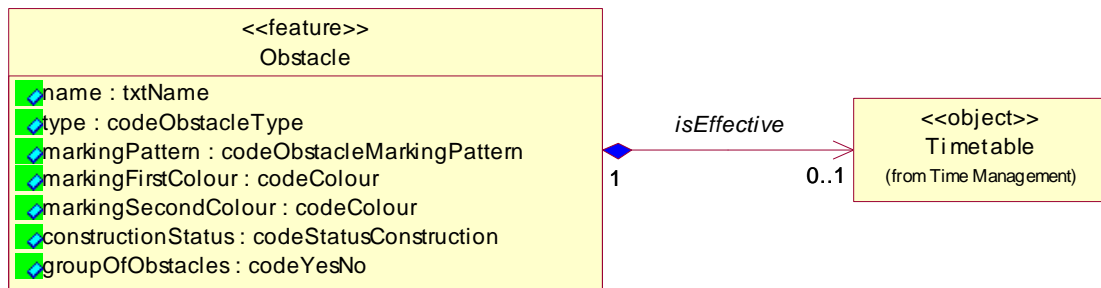 <<feature>>
Obstacle
name : txtName
type : codeObstacleType
markingPattern : codeObstacleMarkingPattern
markingFirstColour : codeColour
markingSecondColour : codeColour
constructionStatus : codeStatusConstruction
groupOfObstacles : codeYesNo
isEffective
1
0..1
<<object>>
Timetable
(from Time Management)